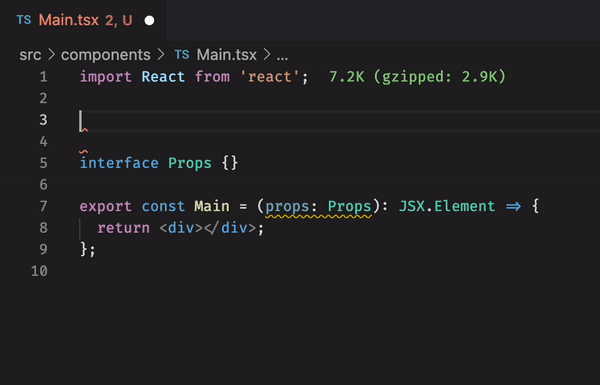 TS Main.tsx 2, U
src > components > TS Main.tsx > ...
1 import React from 'react'; 7.2K (gzipped: 2.9K)
2
3
4
5 interface Props {}
6
7 export const Main = (props: Props): JSX.Element => {
8 return <div></div>;
9 };
10